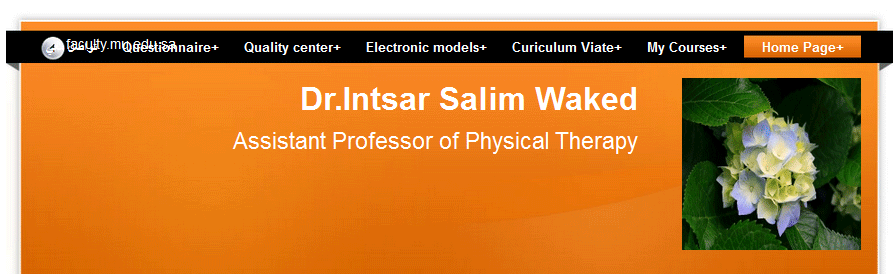 faculty.mu.edu.sa Questionnaire+ Quality center+ Electronic models+ Curiculum Viate+ My Courses+ Home Page+
Dr.Intsar Salim Waked
Assistant Professor of Physical Therapy